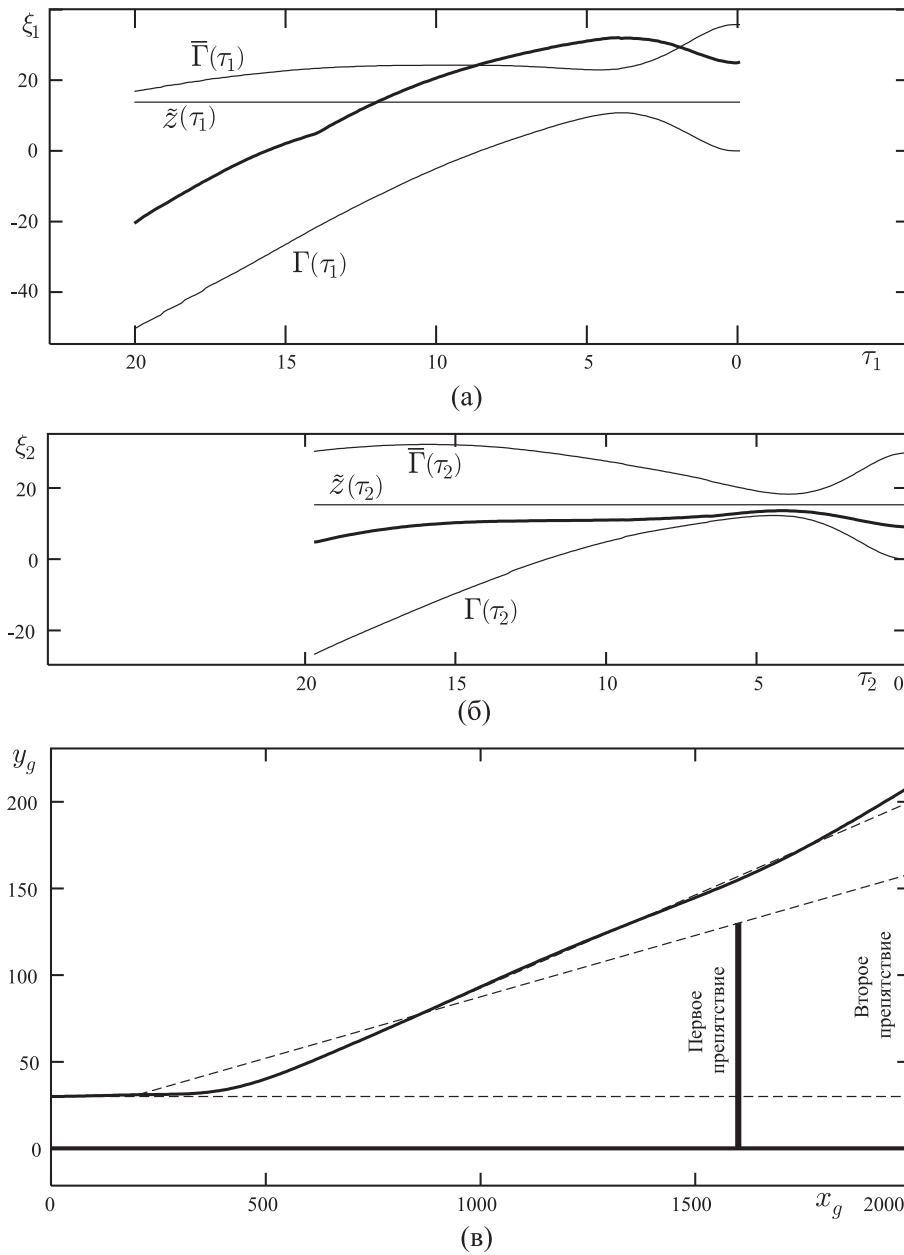 ξ₁
20
0
-20
-40
Γ̅(τ₁)
z̃(τ₁)
Γ(τ₁)
20 15 10 5 0
τ₁
(а)
ξ₂
20
0
-20
Γ̅(τ₂)
z̃(τ₂)
Γ(τ₂)
20 15 10 5 τ₂ 0
(б)
y_g
200
150
100
50
0
Первое
препятствие
Второе
препятствие
0 500 1000 1500 x_g 2000
(в)